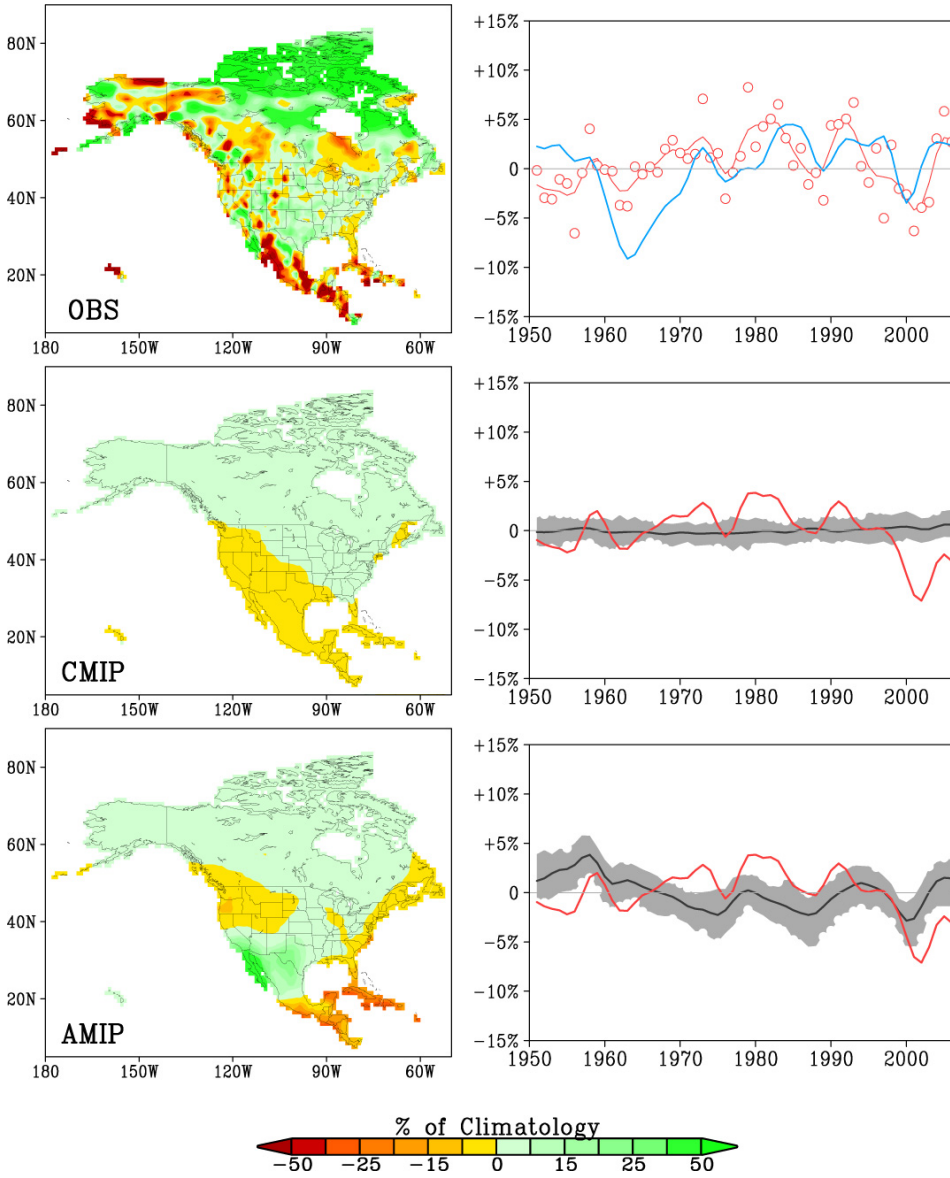 80N
60N
40N
20N
OBS
180 150W 120W 90W 60W
+15%
+10%
+5%
0
-5%
-10%
-15%
1950 1960 1970 1980 1990 2000
80N
60N
40N
20N
CMIP
180 150W 120W 90W 60W
+15%
+10%
+5%
0
-5%
-10%
-15%
1950 1960 1970 1980 1990 2000
80N
60N
40N
20N
AMIP
180 150W 120W 90W 60W
+15%
+10%
+5%
0
-5%
-10%
-15%
1950 1960 1970 1980 1990 2000
% of Climatology
-50 -25 -15 0 15 25 50